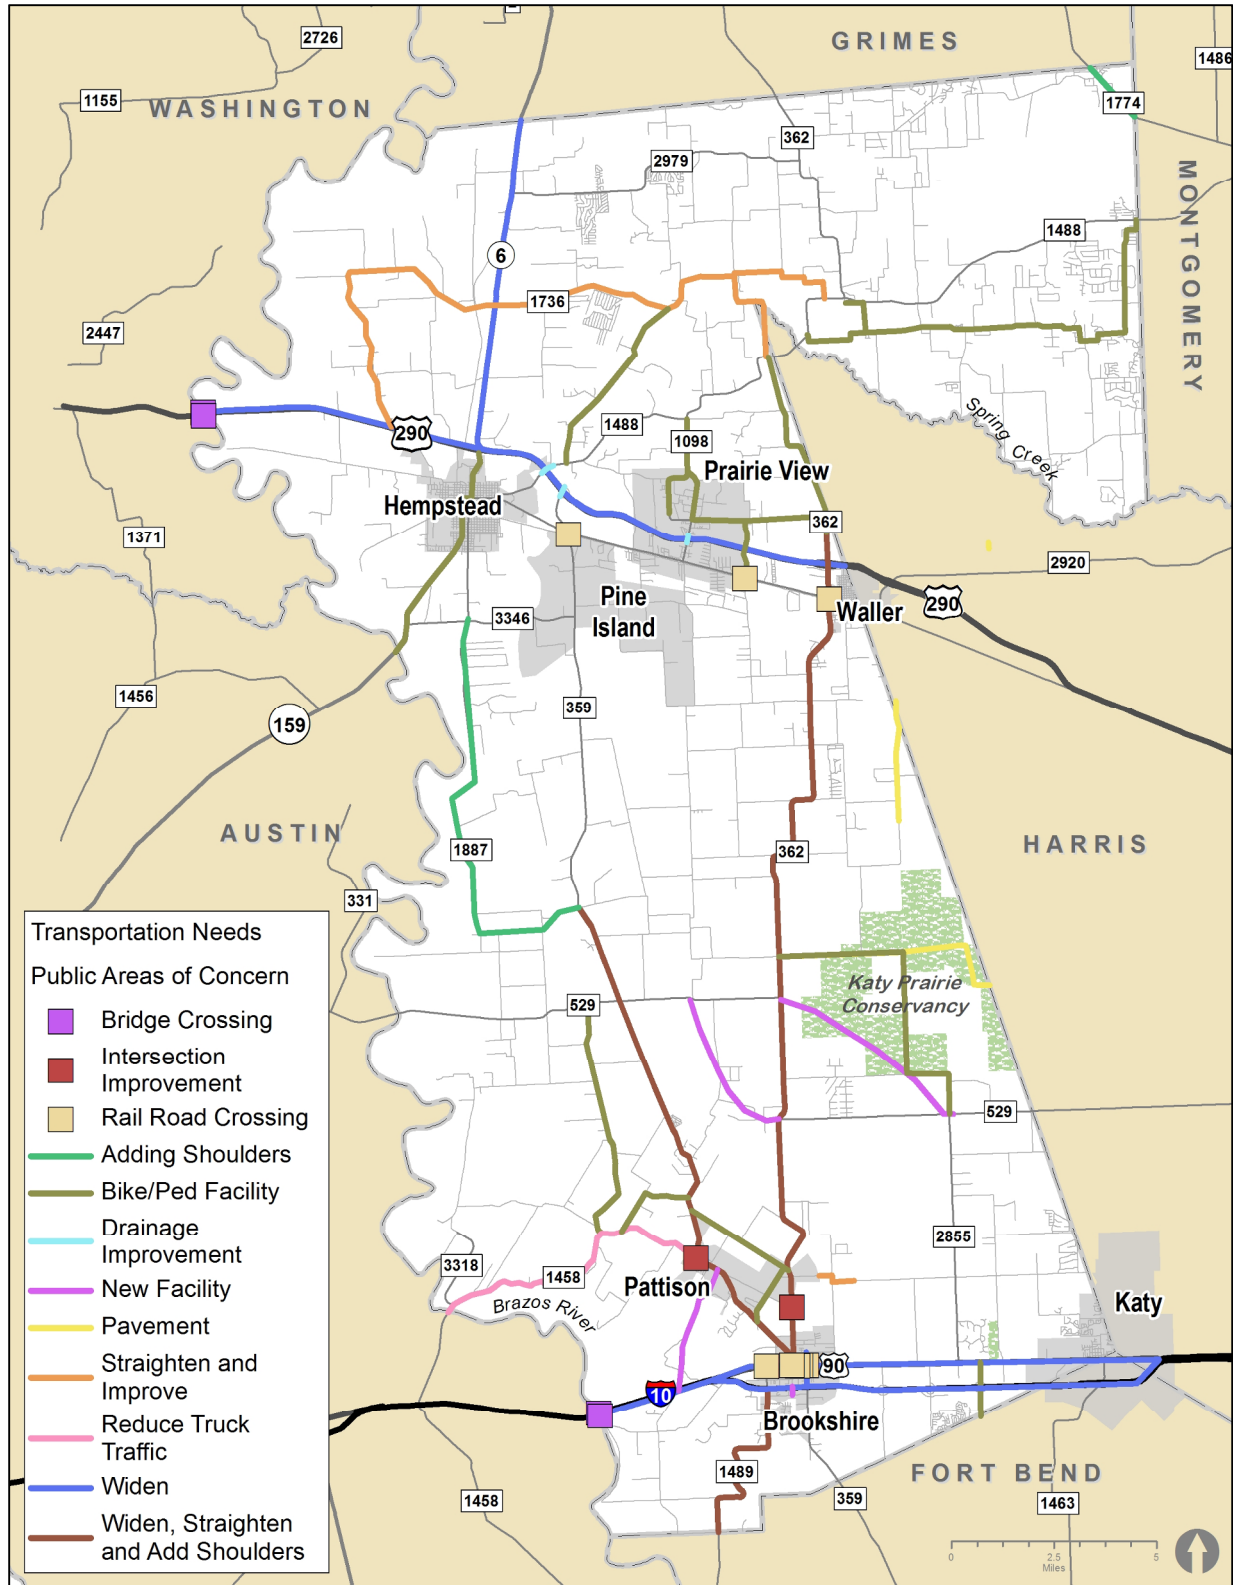 2726
GRIMES
1486
1155
WASHINGTON
1774
362
2979
MONTGOMERY
1488
6
1736
2447
290
1488
1098
Prairie View
Spring Creek
Hempstead
362
1371
2920
Pine
Island
290
Waller
3346
1456
359
159
AUSTIN
1887
362
HARRIS
331
Katy Prairie
Conservancy
529
529
2855
3318
1458
Pattison
Brazos River
Katy
90
10
Brookshire
1489
FORT BEND
1458
359
1463
Transportation Needs
Public Areas of Concern
Bridge Crossing
Intersection
Improvement
Rail Road Crossing
Adding Shoulders
Bike/Ped Facility
Drainage
Improvement
New Facility
Pavement
Straighten and
Improve
Reduce Truck
Traffic
Widen
Widen, Straighten
and Add Shoulders
0 2.5 5
Miles